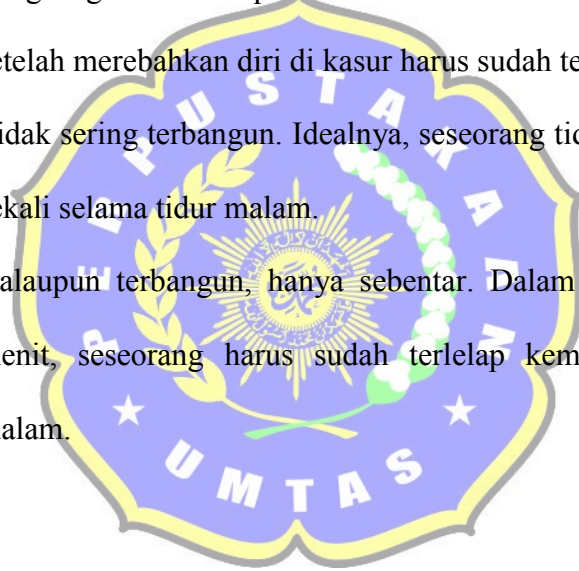 etelah merebahkan diri di kasur harus sudah te
idak sering terbangun. Idealnya, seseorang tid
ekali selama tidur malam.
alaupun terbangun, hanya sebentar. Dalam
enit, seseorang harus sudah terlelap kem
alam.
PERPUSTAKAAN
UMTAS